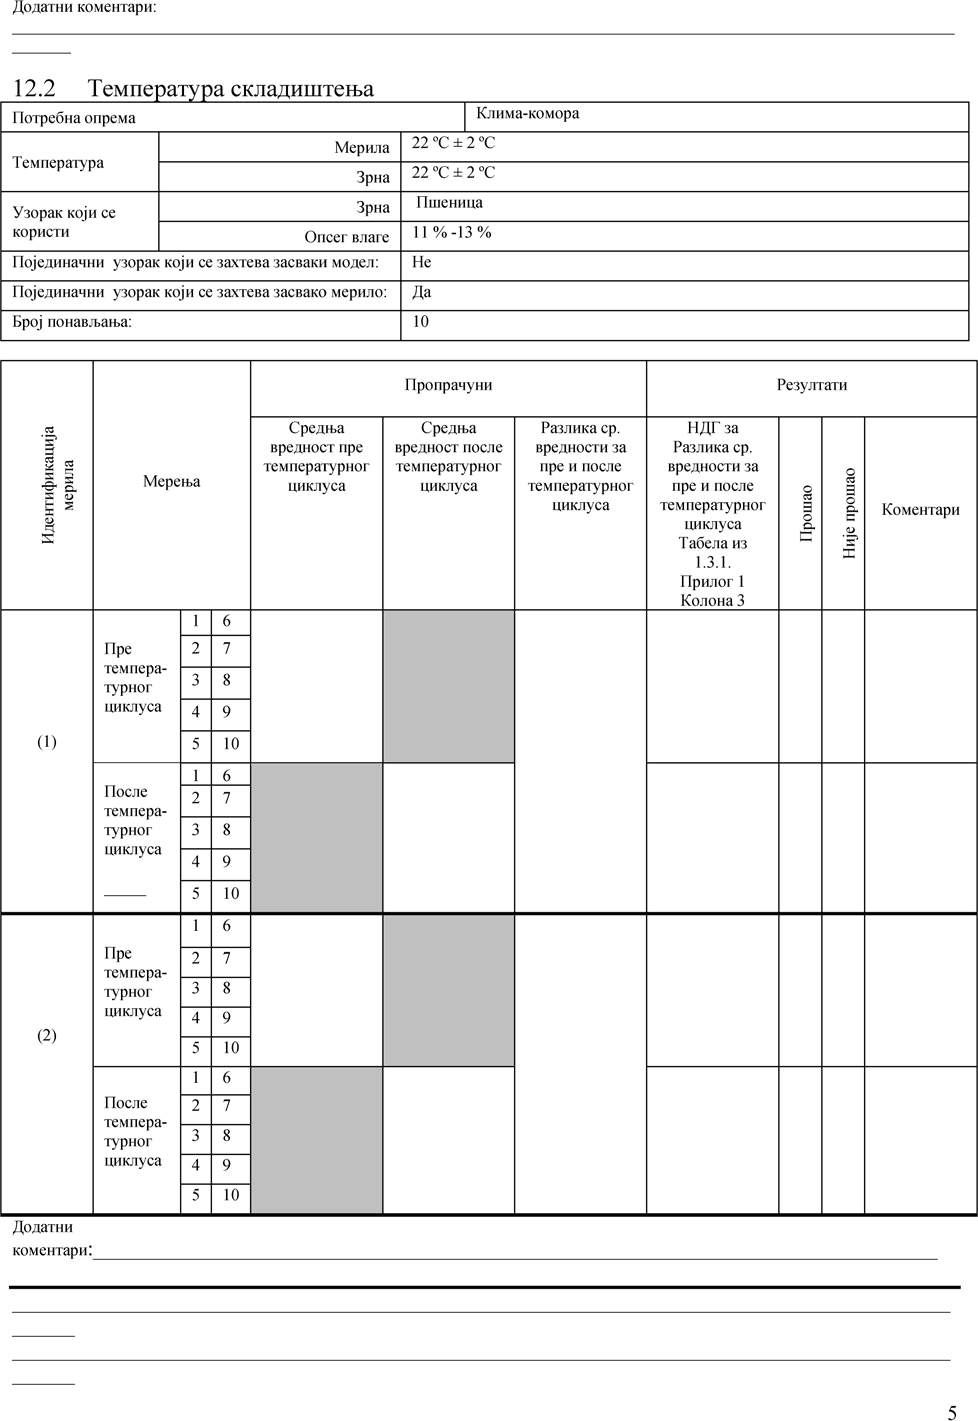 Додатни коментари:
12.2 Температура складиштења
Потребна опрема Клима-комора
Температура Мерила 22 ºC ± 2 ºC
Зрна 22 ºC ± 2 ºC
Узорак који се користи Зрна Пшеница
Опсег влаге 11 % -13 %
Појединачни узорак који се захтева засваки модел: Не
Појединачни узорак који се захтева засвако мерило: Да
Број понављања: 10
Идентификација
мерила
Мерења
Пропрачуни
Резултати
Средња
вредност пре
температурног
циклуса
Средња
вредност после
температурног
циклуса
Разлика ср.
вредности за
пре и после
температурног
циклуса
НДГ за
Разлика ср.
вредности за
пре и после
температурног
циклуса
Табела из
1.3.1.
Прилог 1
Колона 3
Прошао
Није прошао
Коментари
(1)
Пре
темпера-
турног
циклуса
1 6
2 7
3 8
4 9
5 10
После
темпера-
турног
циклуса
1 6
2 7
3 8
4 9
5 10
(2)
Пре
темпера-
турног
циклуса
1 6
2 7
3 8
4 9
5 10
После
темпера-
турног
циклуса
1 6
2 7
3 8
4 9
5 10
Додатни
коментари:
5